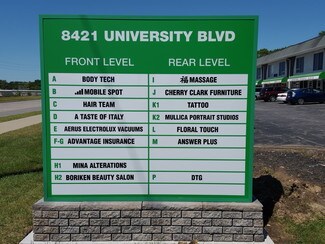 8421 UNIVERSITY BLVD
FRONT LEVEL REAR LEVEL
A BODY TECH I 福 MASSAGE
B MOBILE SPOT J CHERRY CLARK FURNITURE
C HAIR TEAM K1 TATTOO
D A TASTE OF ITALY K2 MULLICA PORTRAIT STUDIOS
E AERUS ELECTROLUX VACUUMS L FLORAL TOUCH
F-G ADVANTAGE INSURANCE M ANSWER PLUS
H1 MINA ALTERATIONS
H2 BORIKEN BEAUTY SALON P DTG